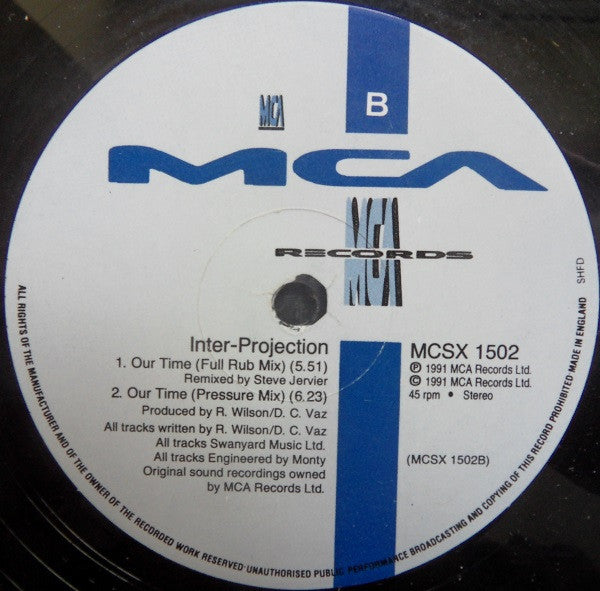 B
MCA
MCA
RECORDS
MCA
SHFD
Inter-Projection
1. Our Time (Full Rub Mix) (5.51)
Remixed by Steve Jervier
2. Our Time (Pressure Mix) (6.23)
Produced by R. Wilson/D. C. Vaz
All tracks written by R. Wilson/D. C. Vaz
All tracks Swanyard Music Ltd.
All tracks Engineered by Monty
Original sound recordings owned
by MCA Records Ltd.
MCSX 1502
℗ 1991 MCA Records Ltd.
© 1991 MCA Records Ltd.
45 rpm • Stereo
(MCSX 1502B)
ALL RIGHTS OF THE MANUFACTURER AND OF THE OWNER OF THE RECORDED WORK RESERVED·UNAUTHORISED PUBLIC PERFORMANCE BROADCASTING AND COPYING OF THIS RECORD PROHIBITED MADE IN ENGLAND